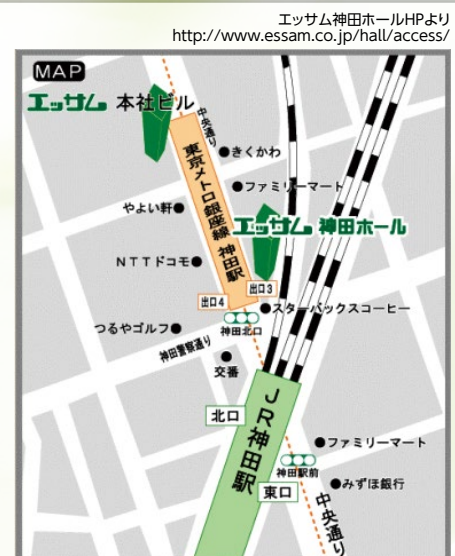 エッサム神田ホールHPより
http://www.essam.co.jp/hall/access/
MAP
エッサム 本社ビル
中央通り
●きくかわ
東京メトロ銀座線 神田駅
●ファミリーマート
やよい軒●
エッサム 神田ホール
NTTドコモ●
出口3
出口4
●スターバックスコーヒー
神田北口
つるやゴルフ●
神田警察通り
交番
JR神田駅
北口
●ファミリーマート
神田駅前
●みずほ銀行
東口
中央通り